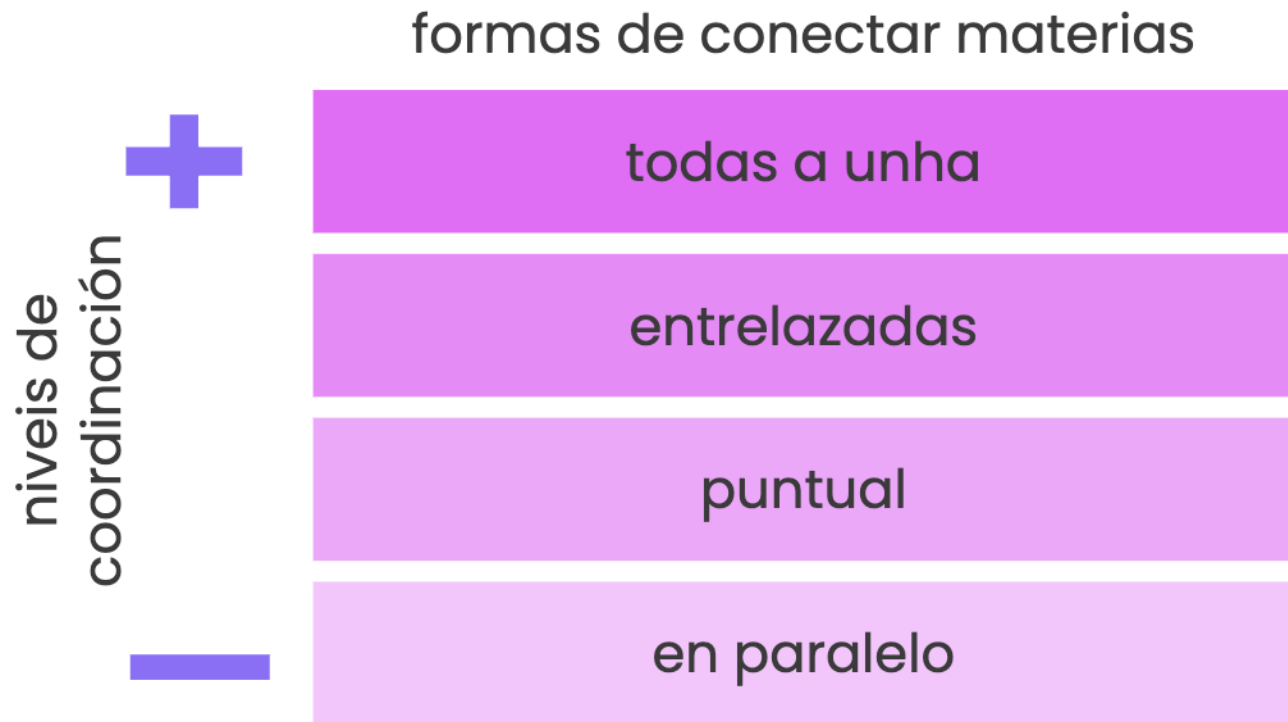 formas de conectar materias
todas a unha
entrelazadas
puntual
en paralelo
niveis de
coordinación